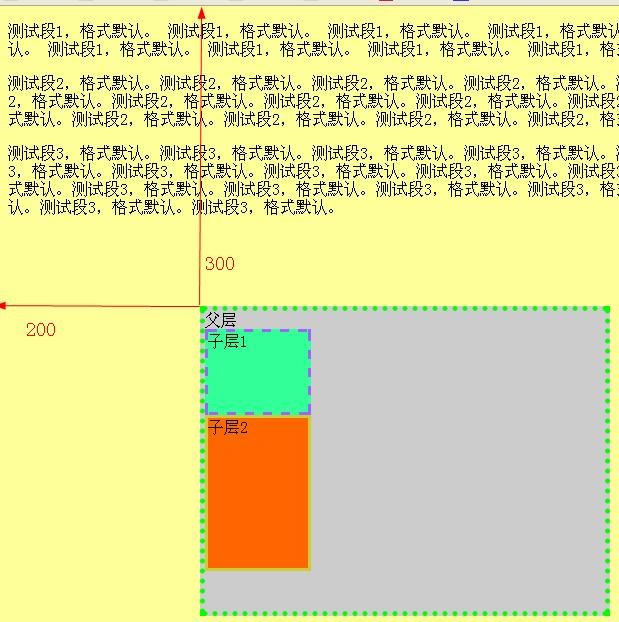 测试段1，格式默认。 测试段1，格式默认。 测试段1，格式默认。 测试段1，格式默认。 测试段1，格
认。 测试段1，格式默认。 测试段1，格式默认。 测试段1，格式默认。 测试段1，格式
测试段2，格式默认。测试段2，格式默认。测试段2，格式默认。测试段2，格式默认。
2，格式默认。测试段2，格式默认。测试段2，格式默认。测试段2，格式默认。测试段2
式默认。测试段2，格式默认。测试段2，格式默认。测试段2，格式默认。测试段2，格
测试段3，格式默认。测试段3，格式默认。测试段3，格式默认。测试段3，格式默认。
3，格式默认。测试段3，格式默认。测试段3，格式默认。测试段3，格式默认。测试段3
式默认。测试段3，格式默认。测试段3，格式默认。测试段3，格式默认。测试段3，格
认。测试段3，格式默认。测试段3，格式默认。
300
200
父层
子层1
子层2